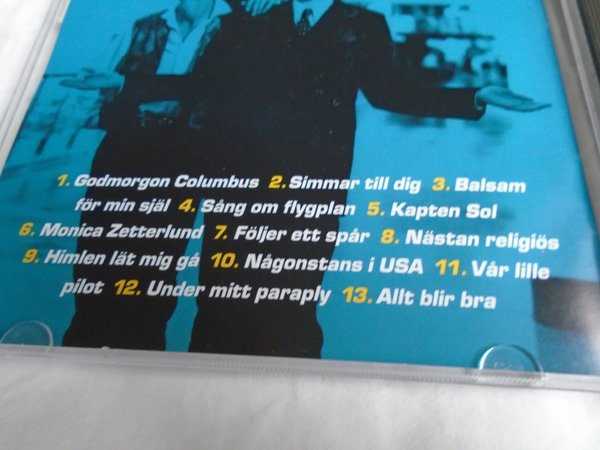 1. Godmorgon Columbus 2. Simmar till dig 3. Balsam
för min själ 4. Sång om flygplan 5. Kapten Sol
6. Monica Zetterlund 7. Följer ett spår 8. Nästan religiös
9. Himlen låt mig gå 10. Någonstans i USA 11. Vår lille
pilot 12. Under mitt paraply 13. Allt blir bra